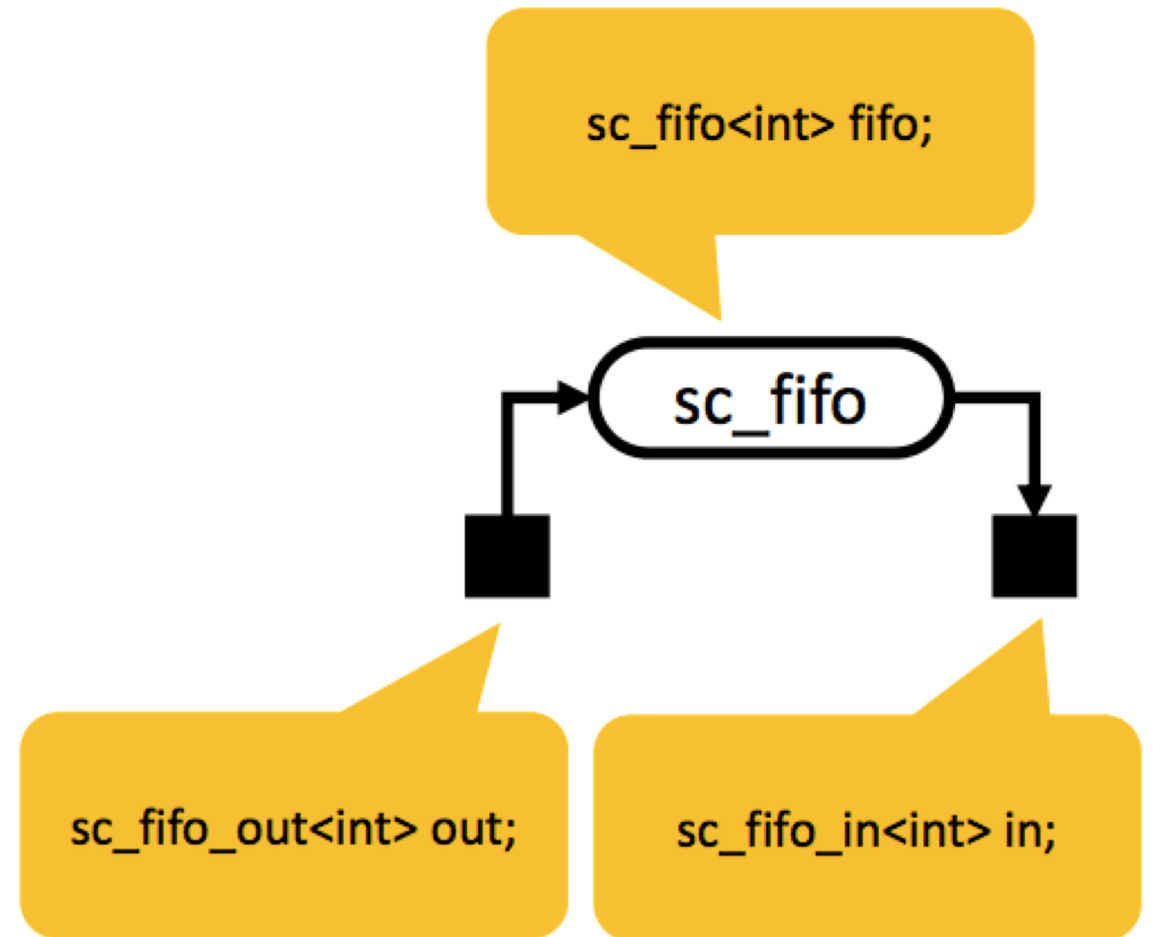 sc_fifo<int> fifo;
sc_fifo
sc_fifo_out<int> out;
sc_fifo_in<int> in;